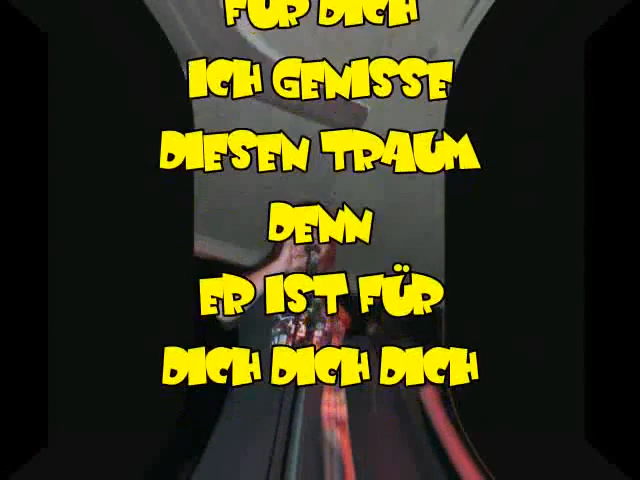 FÜR DICH
ICH GENISSE
DIESEN TRAUM
DENN
ER IST FÜR
DICH DICH DICH